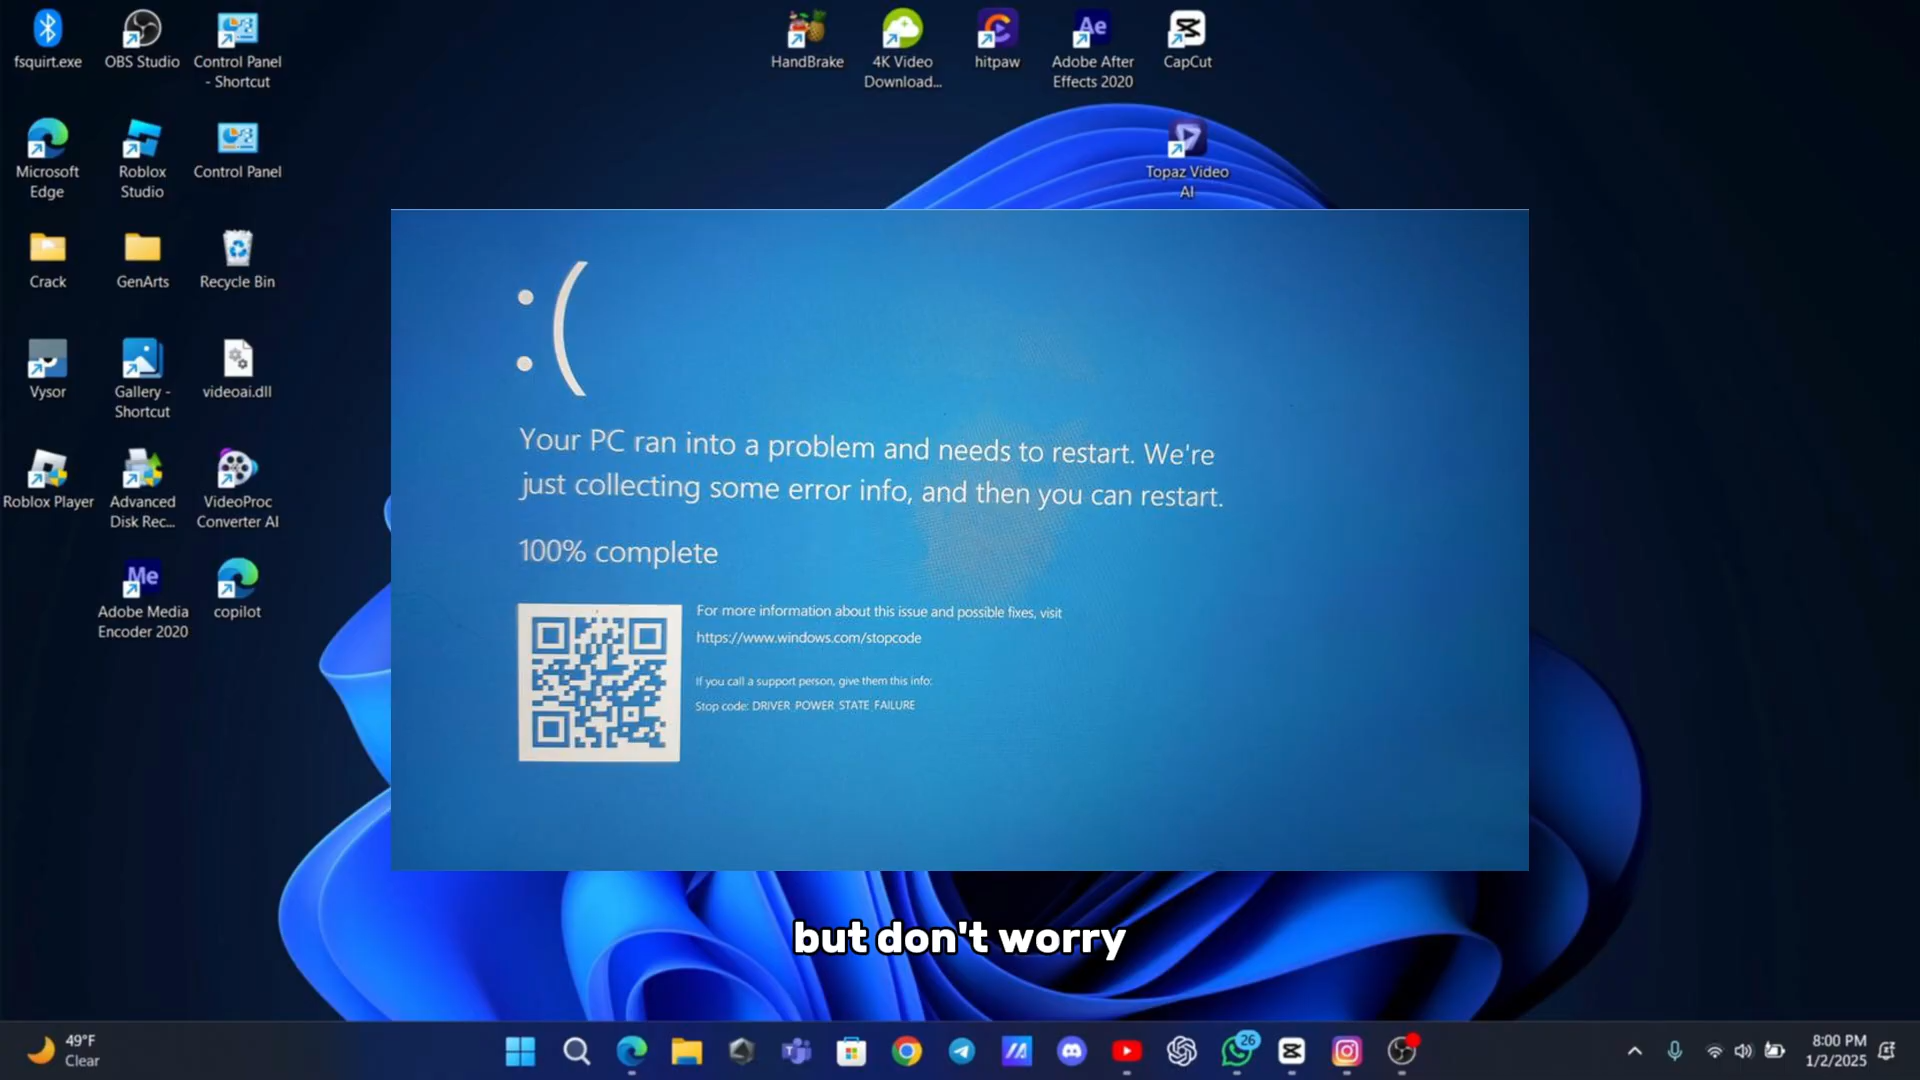 fsquirt.exe
OBS Studio
Control Panel
- Shortcut
HandBrake
4K Video
Download...
hitpaw
Adobe After
Effects 2020
CapCut
Microsoft
Edge
Roblox
Studio
Control Panel
Topaz Video
AI
Crack
GenArts
Recycle Bin
Vysor
Gallery -
Shortcut
videoai.dll
Roblox Player
Advanced
Disk Rec...
VideoProc
Converter AI
Me
Adobe Media
Encoder 2020
copilot
Ae
:(
Your PC ran into a problem and needs to restart. We're
just collecting some error info, and then you can restart.
100% complete
For more information about this issue and possible fixes, visit
https://www.windows.com/stopcode
If you call a support person, give them this info:
Stop code: DRIVER POWER STATE FAILURE
but don't worry
49°F
Clear
26
8:00 PM
1/2/2025